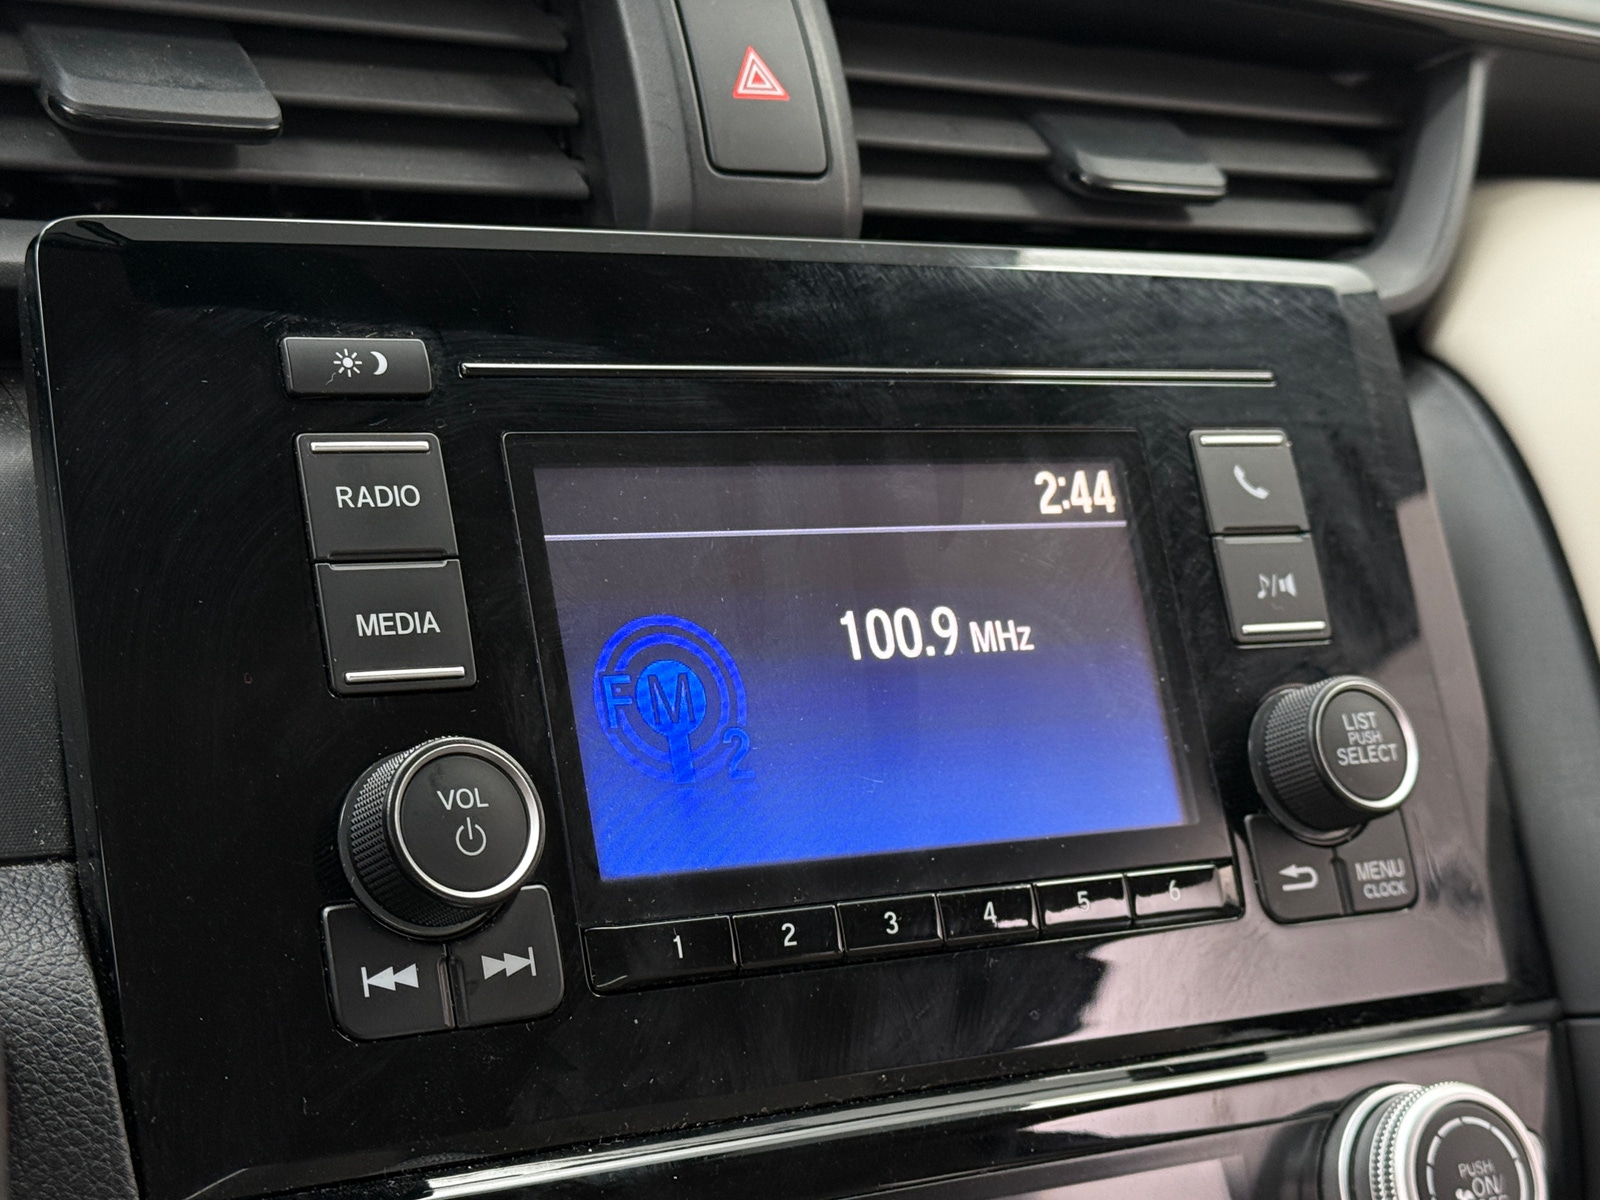 RADIO
MEDIA
VOL
2:44
100.9 MHz
FM
2
LIST
PUSH
SELECT
MENU
CLOCK
1 2 3 4 5 6
PUSH
ON/